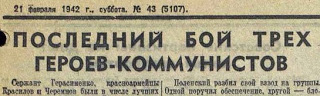 21 февраля 1942 г., суббота. № 43 (5107).
ПОСЛЕДНИЙ БОЙ ТРЕХ
ГЕРОЕВ-КОММУНИСТОВ
Сержант Герасименко, красноармейцы
Красилов и Черемнов были в числе лучших
Поленский разбил свой взвод на группы.
Одной поручил обеспечение, другой — бло-